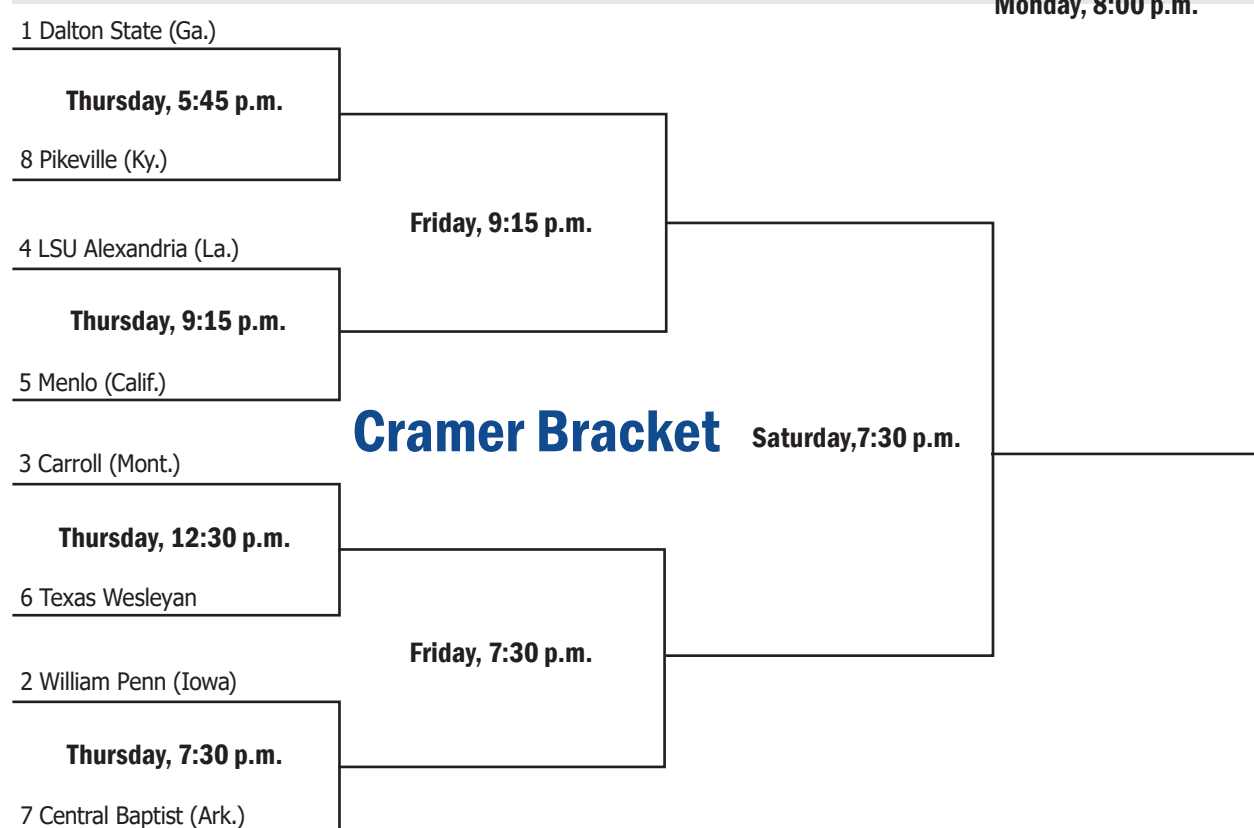 Monday, 8:00 p.m.
1 Dalton State (Ga.)
Thursday, 5:45 p.m.
8 Pikeville (Ky.)
Friday, 9:15 p.m.
4 LSU Alexandria (La.)
Thursday, 9:15 p.m.
5 Menlo (Calif.)
Cramer Bracket
Saturday,7:30 p.m.
3 Carroll (Mont.)
Thursday, 12:30 p.m.
6 Texas Wesleyan
Friday, 7:30 p.m.
2 William Penn (Iowa)
Thursday, 7:30 p.m.
7 Central Baptist (Ark.)